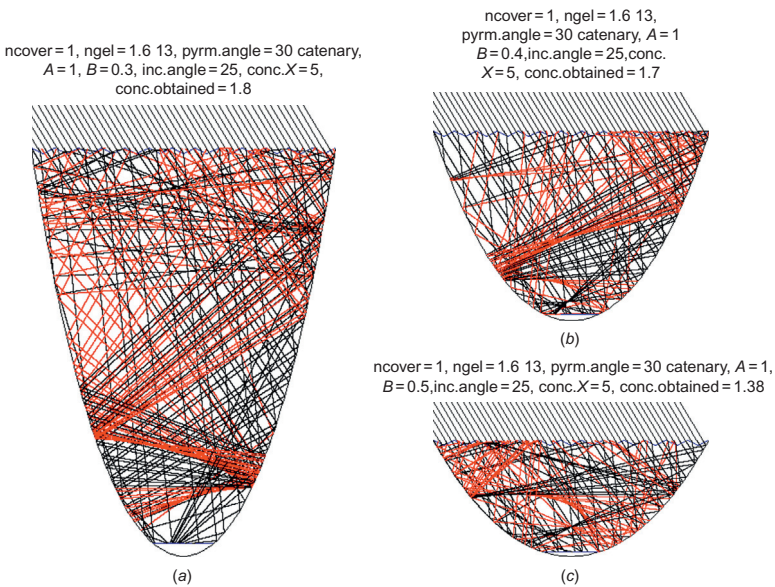 ncover = 1, ngel = 1.6 13, pyrm.angle = 30 catenary,
A = 1, B = 0.3, inc.angle = 25, conc.X = 5,
conc.obtained = 1.8
(a)
ncover = 1, ngel = 1.6 13,
pyrm.angle = 30 catenary, A = 1
B = 0.4,inc.angle = 25,conc.
X = 5, conc.obtained = 1.7
(b)
ncover = 1, ngel = 1.6 13, pyrm.angle = 30 catenary, A = 1,
B = 0.5,inc.angle = 25, conc.X = 5, conc.obtained = 1.38
(c)